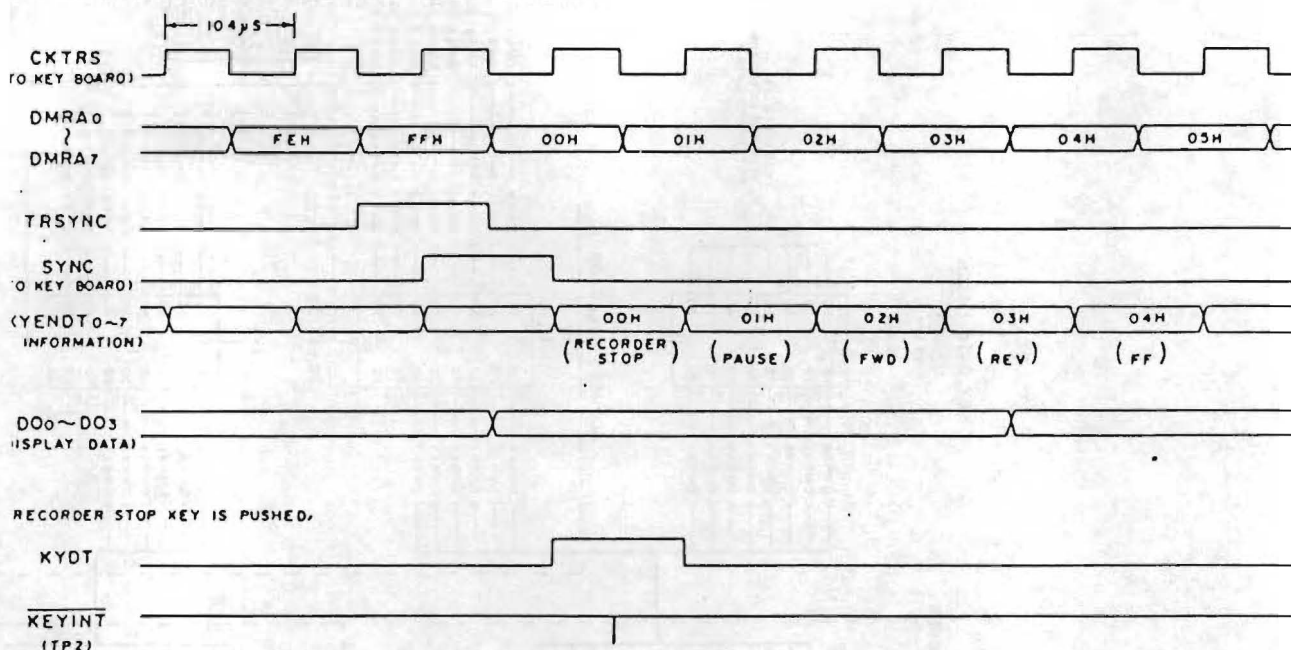 104µS
CKTRS
TO KEY BOARD)
DMRA0
~
DMRA7
FEH FFH 00H 01H 02H 03H 04H 05H
TRSYNC
SYNC
O KEY BOARD)
(YENDT0~7
INFORMATION)
00H 01H 02H 03H 04H
(RECORDER STOP) (PAUSE) (FWD) (REV) (FF)
DO0~DO3
ISPLAY DATA)
RECORDER STOP KEY IS PUSHED,
KYDT
KEYINT
(TP2)